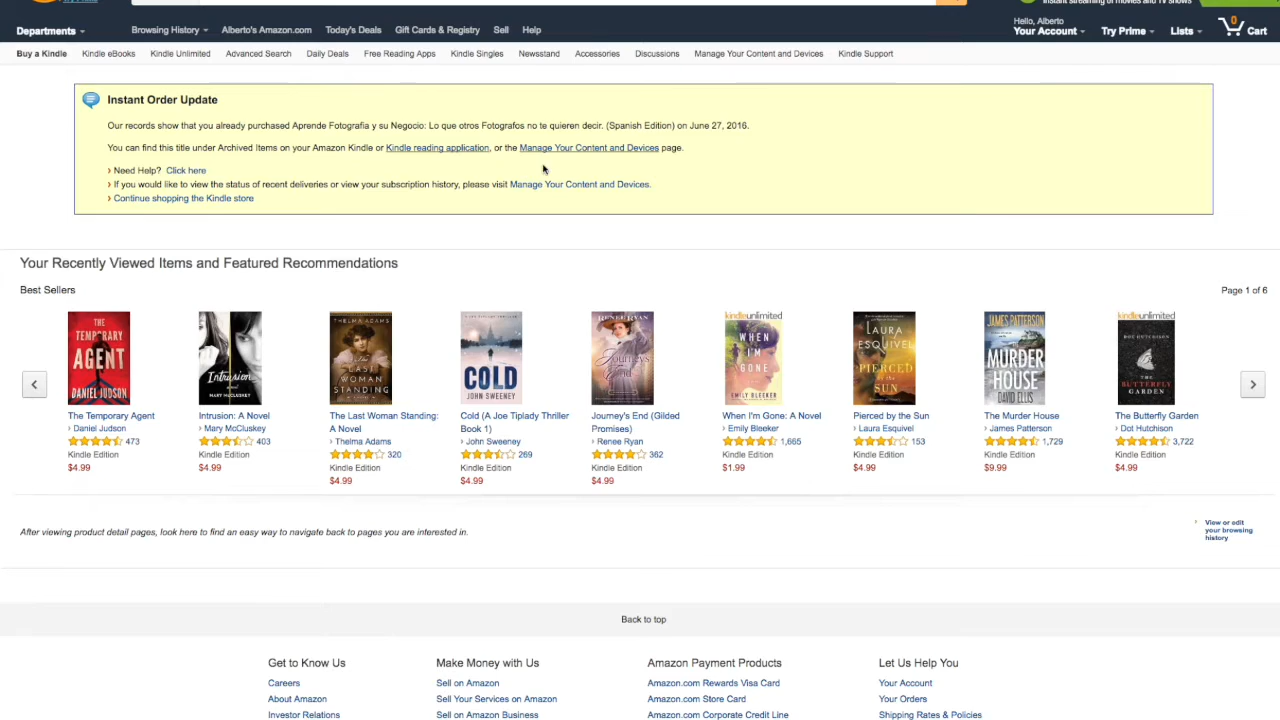 Instant streaming of movies and TV shows
Departments
Browsing History
Alberto's Amazon.com
Today's Deals
Gift Cards & Registry
Sell
Help
Hello, Alberto
Your Account
Try Prime
Lists
0
Cart
Buy a Kindle
Kindle eBooks
Kindle Unlimited
Advanced Search
Daily Deals
Free Reading Apps
Kindle Singles
Newsstand
Accessories
Discussions
Manage Your Content and Devices
Kindle Support
Instant Order Update
Our records show that you already purchased Aprende Fotografia y su Negocio: Lo que otros Fotografos no te quieren decir. (Spanish Edition) on June 27, 2016.
You can find this title under Archived Items on your Amazon Kindle or Kindle reading application, or the Manage Your Content and Devices page.
› Need Help? Click here
› If you would like to view the status of recent deliveries or view your subscription history, please visit Manage Your Content and Devices.
› Continue shopping the Kindle store
Your Recently Viewed Items and Featured Recommendations
Best Sellers
Page 1 of 6
THE
TEMPORARY
AGENT
DANIEL JUDSON
The Temporary Agent
› Daniel Judson
473
Kindle Edition
$4.99
Intrusion
MARY McCLUSKEY
Intrusion: A Novel
› Mary McCluskey
403
Kindle Edition
$4.99
THELMA ADAMS
The
LAST
WOMAN
STANDING
The Last Woman Standing:
A Novel
› Thelma Adams
320
Kindle Edition
$4.99
COLD
JOHN SWEENEY
Cold (A Joe Tiplady Thriller
Book 1)
› John Sweeney
269
Kindle Edition
$4.99
RENEE RYAN
Journey's End
Journey's End (Gilded
Promises)
› Renee Ryan
362
Kindle Edition
$4.99
kindleunlimited
WHEN
I'M
GONE
EMILY BLEEKER
When I'm Gone: A Novel
› Emily Bleeker
1,665
Kindle Edition
$1.99
LAURA
ESQUIVEL
PIERCED
BY THE
SUN
Pierced by the Sun
› Laura Esquivel
153
Kindle Edition
$4.99
JAMES PATTERSON
THE
MURDER
HOUSE
DAVID ELLIS
The Murder House
› James Patterson
1,729
Kindle Edition
$9.99
kindleunlimited
DOT HUTCHISON
THE
BUTTERFLY
GARDEN
The Butterfly Garden
› Dot Hutchison
3,722
Kindle Edition
$4.99
After viewing product detail pages, look here to find an easy way to navigate back to pages you are interested in.
› View or edit
your browsing
history
Back to top
Get to Know Us
Careers
About Amazon
Investor Relations
Make Money with Us
Sell on Amazon
Sell Your Services on Amazon
Sell on Amazon Business
Amazon Payment Products
Amazon.com Rewards Visa Card
Amazon.com Store Card
Amazon.com Corporate Credit Line
Let Us Help You
Your Account
Your Orders
Shipping Rates & Policies